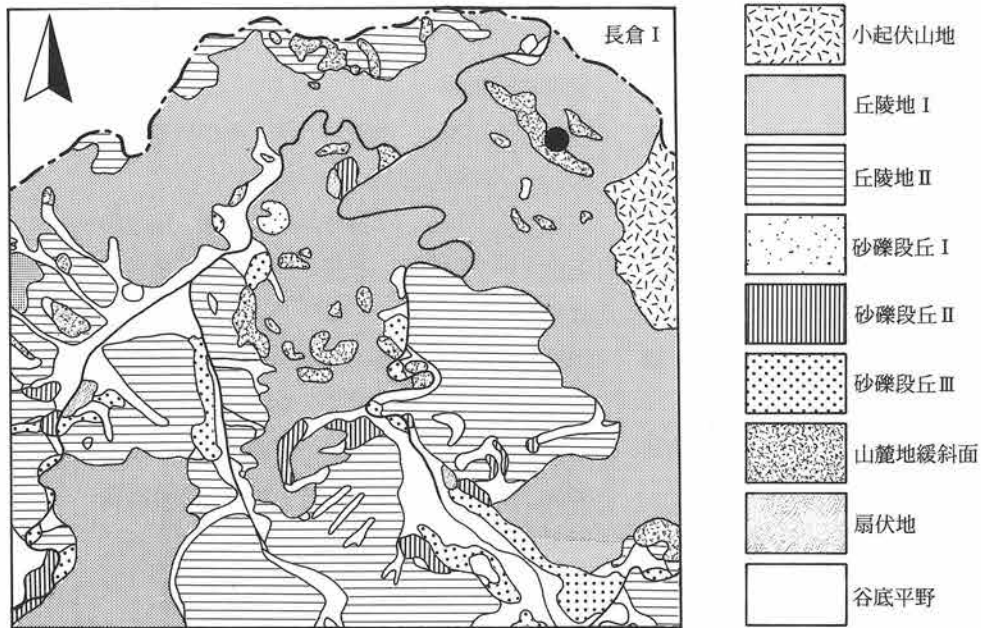 長倉 I
小起伏山地
丘陵地 I
丘陵地 II
砂礫段丘 I
砂礫段丘 II
砂礫段丘 III
山麓地緩斜面
扇伏地
谷底平野